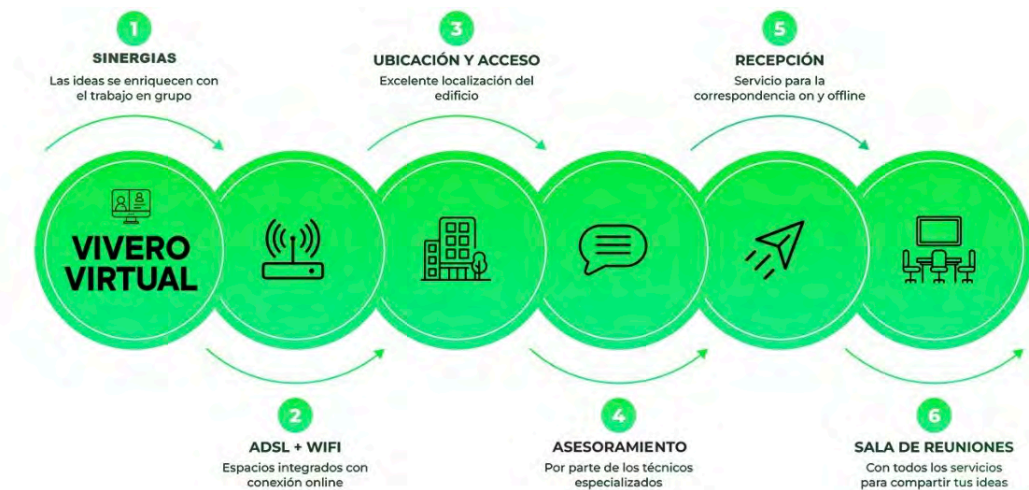 1
SINERGIAS
Las ideas se enriquecen con
el trabajo en grupo
3
UBICACIÓN Y ACCESO
Excelente localización del
edificio
5
RECEPCIÓN
Servicio para la
correspondencia on y offline
VIVERO
VIRTUAL
2
ADSL + WIFI
Espacios integrados con
conexión online
4
ASESORAMIENTO
Por parte de los técnicos
especializados
6
SALA DE REUNIONES
Con todos los servicios
para compartir tus ideas